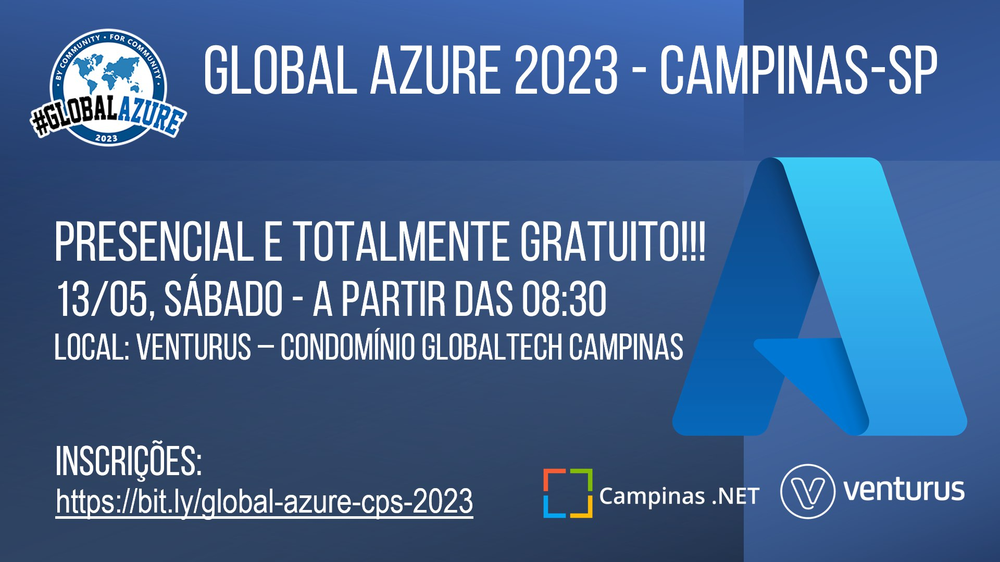 BY COMMUNITY • FOR COMMUNITY
#GLOBALAZURE
2023
GLOBAL AZURE 2023 - CAMPINAS-SP
PRESENCIAL E TOTALMENTE GRATUITO!!!
13/05, SÁBADO - A PARTIR DAS 08:30
LOCAL: VENTURUS – CONDOMÍNIO GLOBALTECH CAMPINAS
INSCRIÇÕES:
https://bit.ly/global-azure-cps-2023
Campinas .NET
venturus